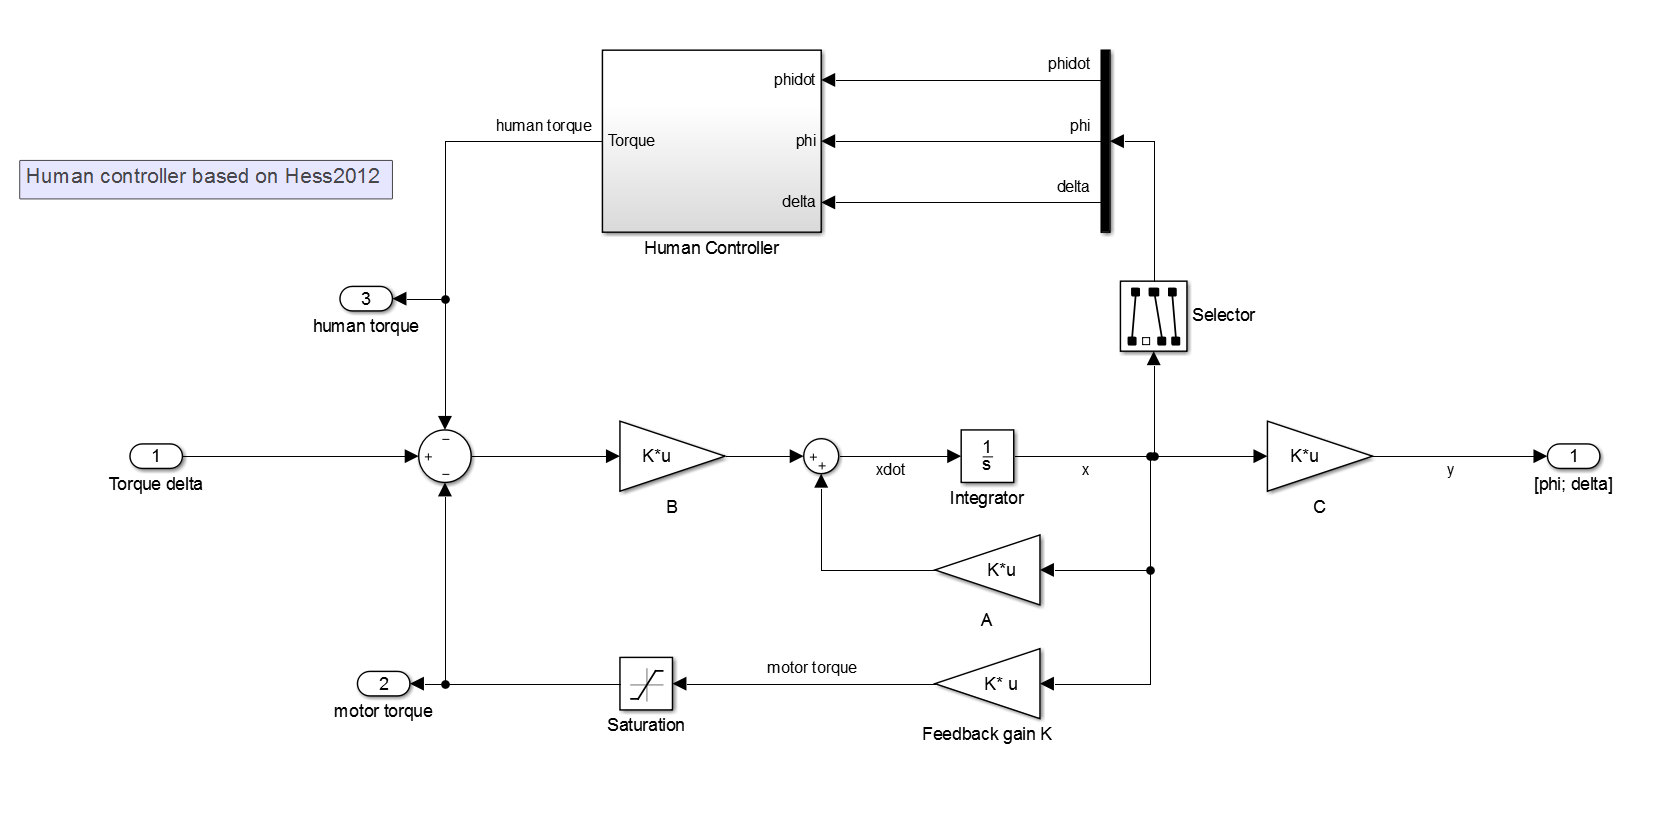 phidot
phidot
human torque
phi
Torque
phi
Human controller based on Hess2012
delta
delta
Human Controller
3
human torque
Selector
−
1
+
K*u
+
1
s
K*u
1
−
+
xdot
x
y
Torque delta
Integrator
[phi; delta]
B
C
K*u
A
motor torque
2
K* u
motor torque
Saturation
Feedback gain K